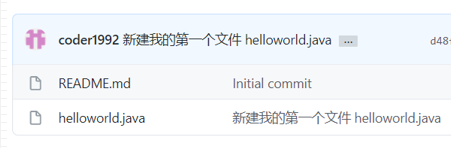 coder1992 新建我的第一个文件 helloworld.java ...
README.md Initial commit
helloworld.java 新建我的第一个文件 helloworld.java